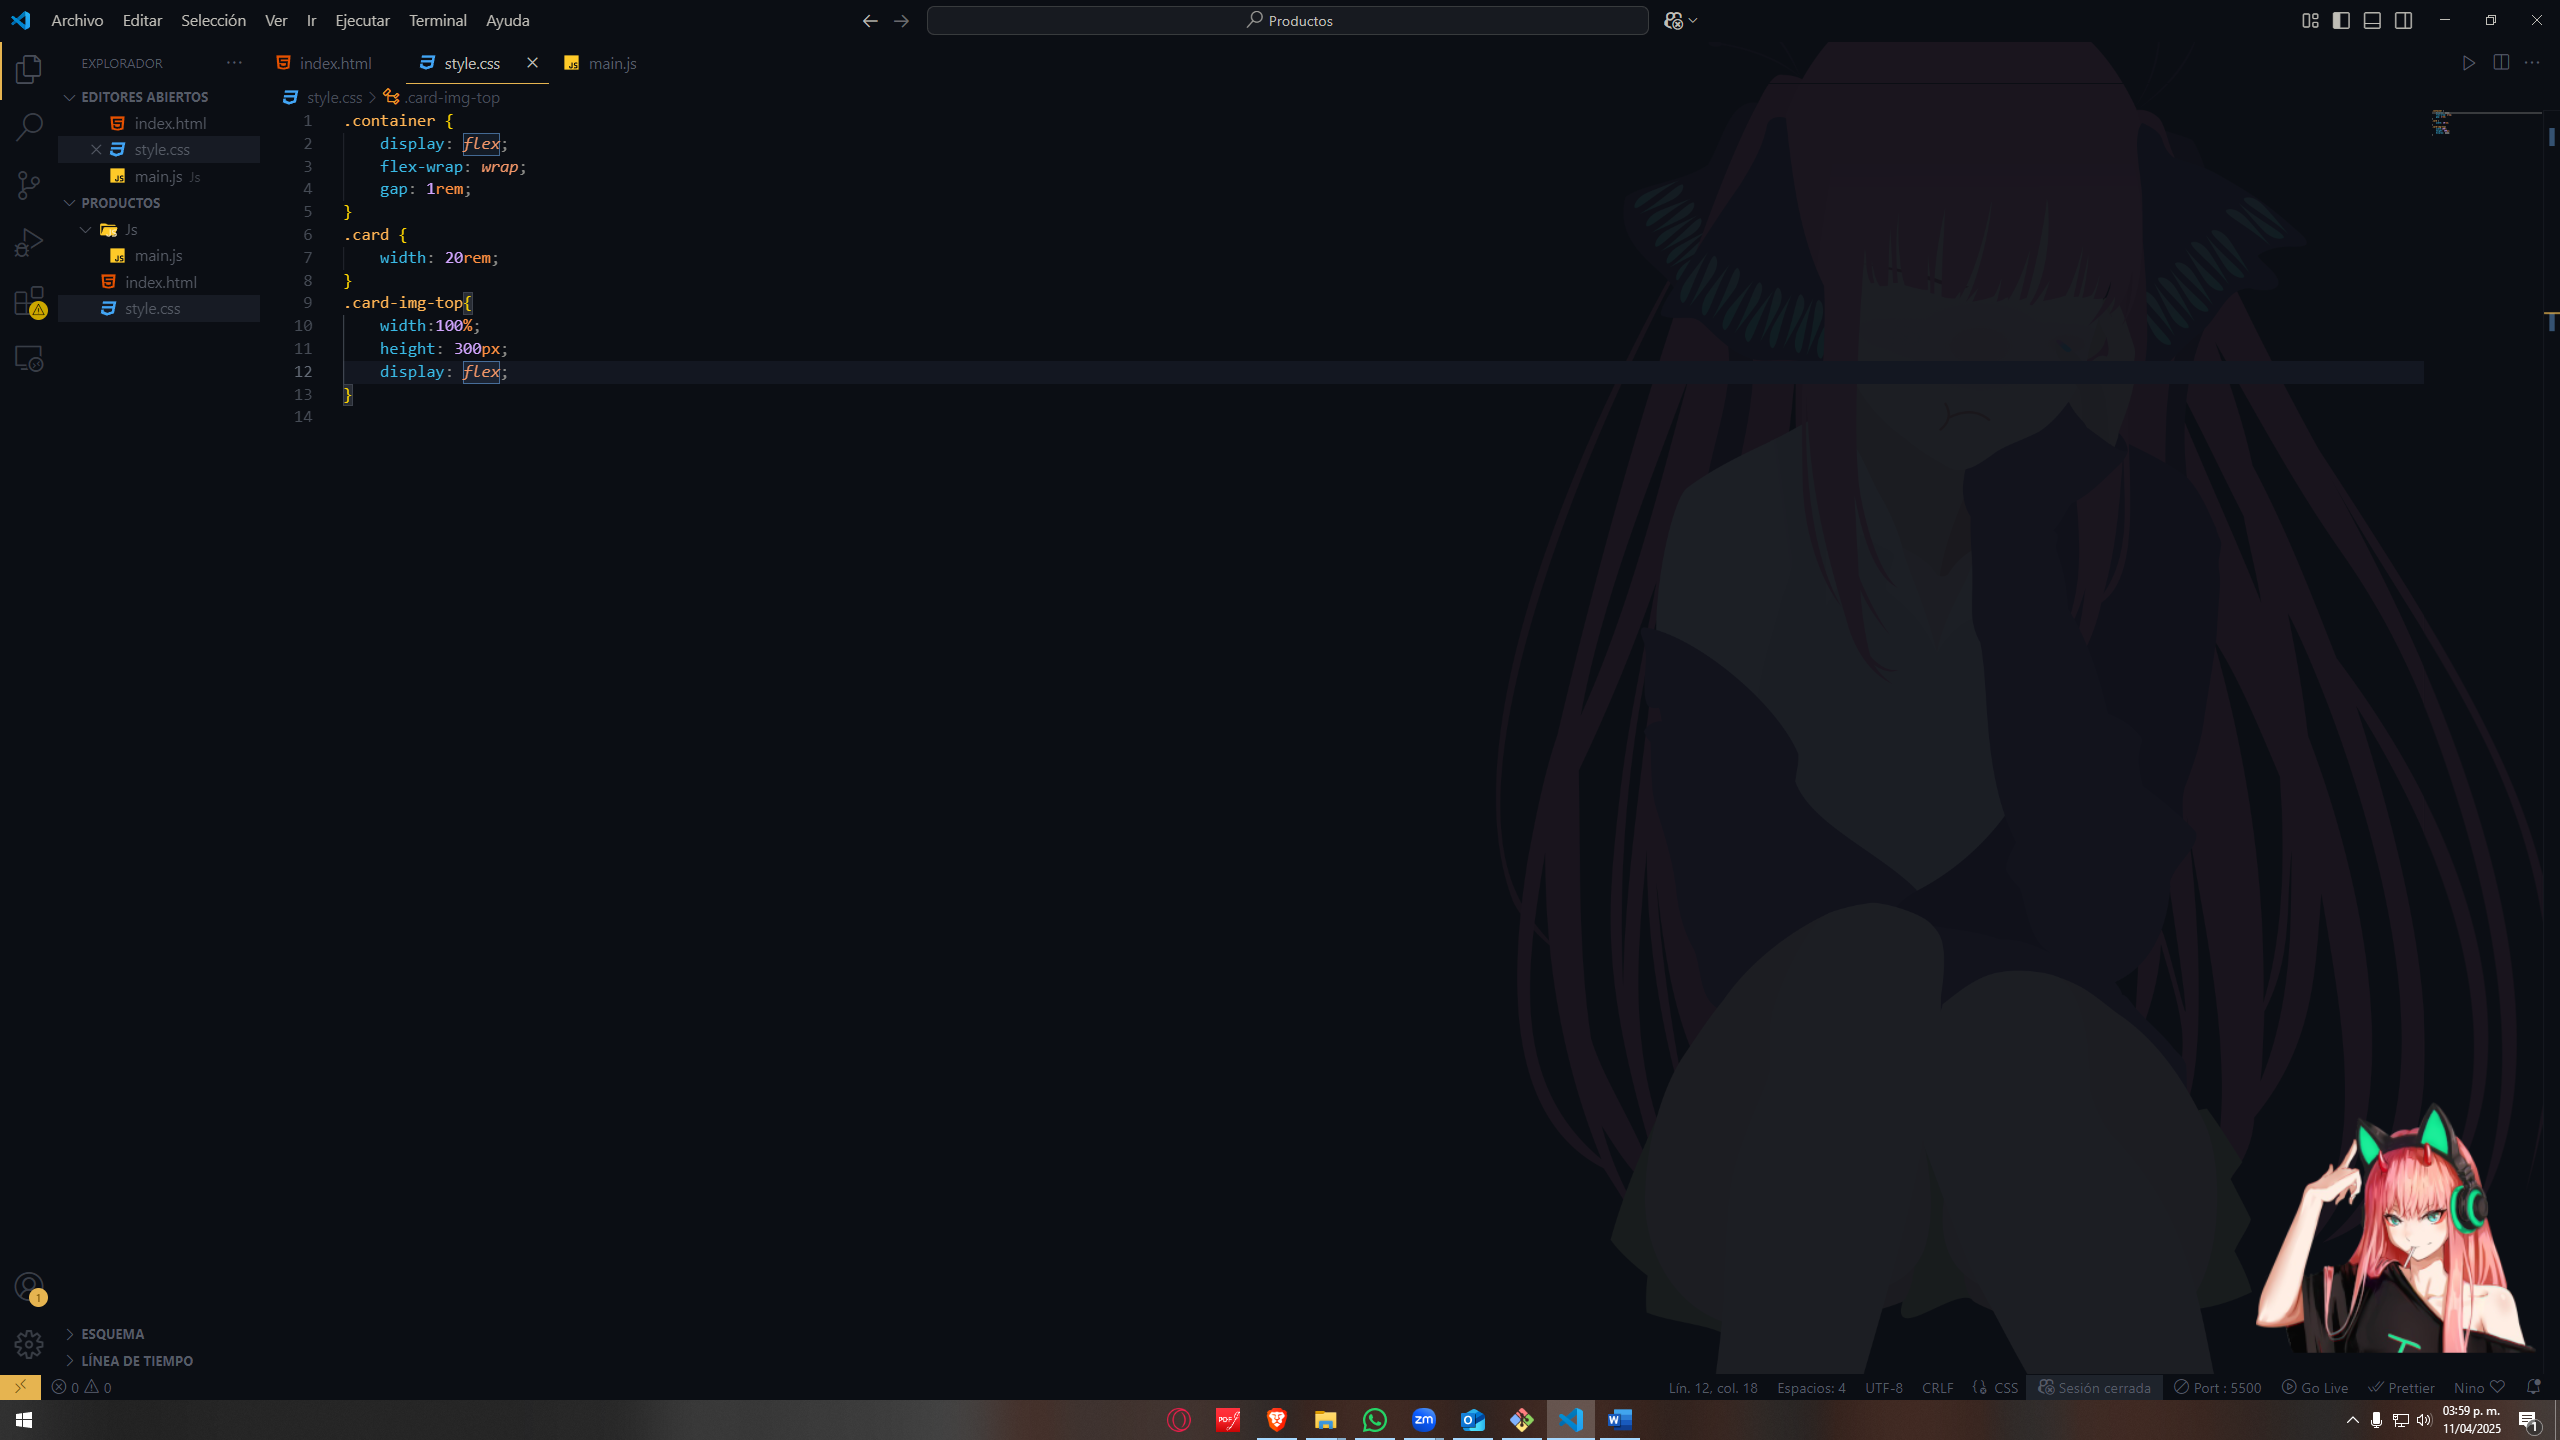 Archivo Editar Selección Ver Ir Ejecutar Terminal Ayuda
Productos
EXPLORADOR
index.html
style.css
main.js
EDITORES ABIERTOS
index.html
style.css
main.js Js
PRODUCTOS
Js
main.js
index.html
style.css
style.css > .card-img-top
1 .container {
2 display: flex;
3 flex-wrap: wrap;
4 gap: 1rem;
5 }
6 .card {
7 width: 20rem;
8 }
9 .card-img-top{
10 width:100%;
11 height: 300px;
12 display: flex;
13 }
14
1
ESQUEMA
LÍNEA DE TIEMPO
0 0
Lín. 12, col. 18 Espacios: 4 UTF-8 CRLF {} CSS Sesión cerrada Port : 5500 Go Live Prettier Nino
PDF
zm
03:59 p. m.
11/04/2025
1